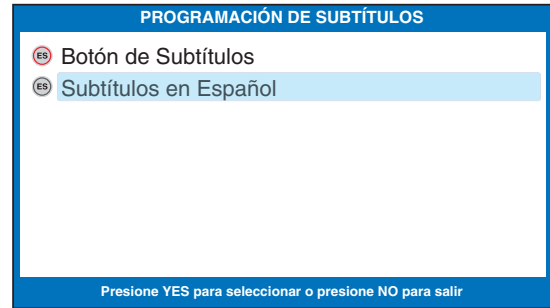 PROGRAMACIÓN DE SUBTÍTULOS
ES Botón de Subtítulos
ES Subtítulos en Español
Presione YES para seleccionar o presione NO para salir